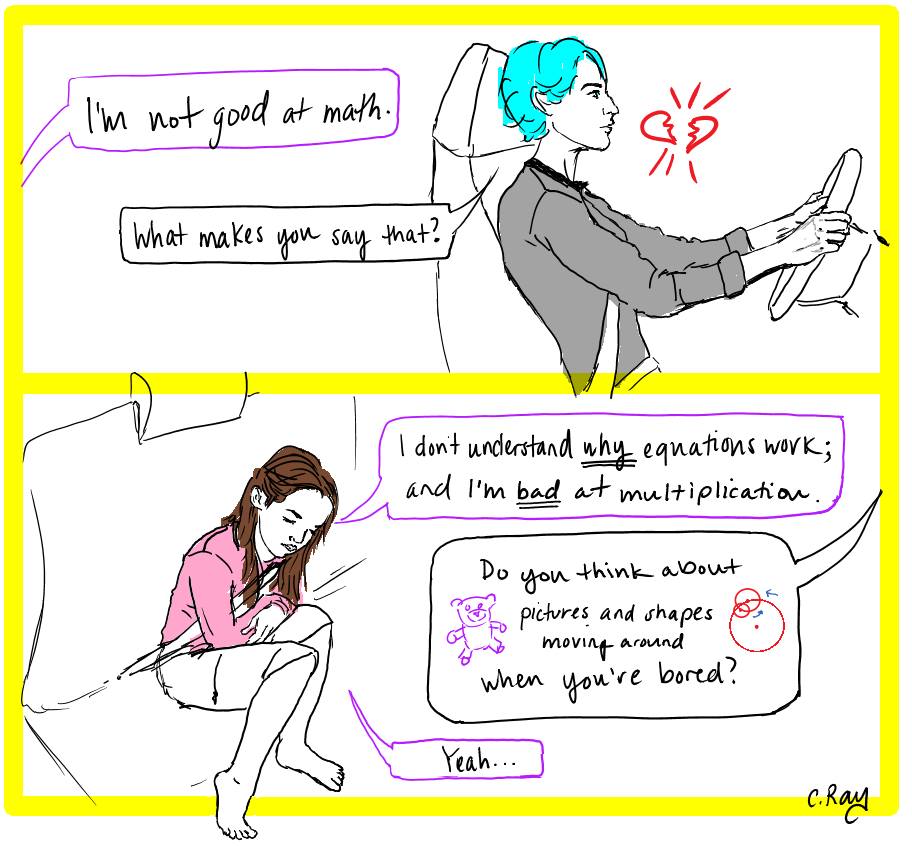 I'm not good at math.
What makes you say that?
I don't understand why equations work;
and I'm bad at multiplication.
Do you think about
pictures and shapes
moving around
when you're bored?
Yeah...
C. Ray